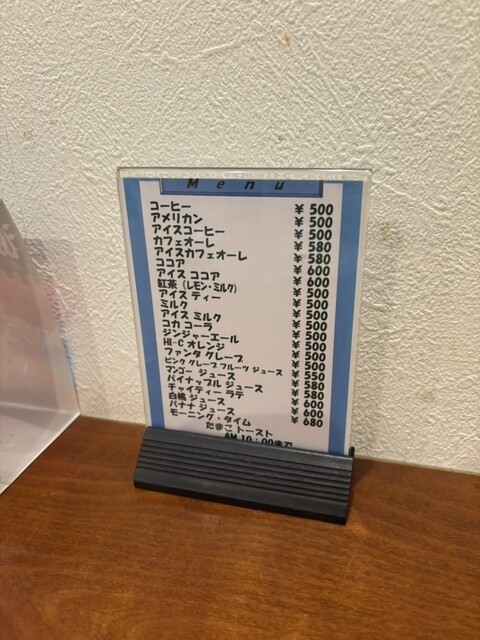 Menu
コーヒー ¥ 500
アメリカン ¥ 500
アイスコーヒー ¥ 500
カフェオーレ ¥ 580
アイスカフェオーレ ¥ 580
ココア ¥ 600
アイス ココア ¥ 600
紅茶 (レモン・ミルク) ¥ 500
アイス ティー ¥ 500
ミルク ¥ 500
アイス ミルク ¥ 500
コカ コーラ ¥ 500
ジンジャーエール ¥ 500
HI-C オレンジ ¥ 500
ファンタ グレープ ¥ 500
ピンク グレープ フルーツ ジュース ¥ 550
マンゴー ジュース ¥ 580
パイナップル ジュース ¥ 580
チャイティー ラテ ¥ 600
白桃 ジュース ¥ 600
バナナ ジュース ¥ 680
モーニング・タイム
たまご トースト
AM 10:00まで